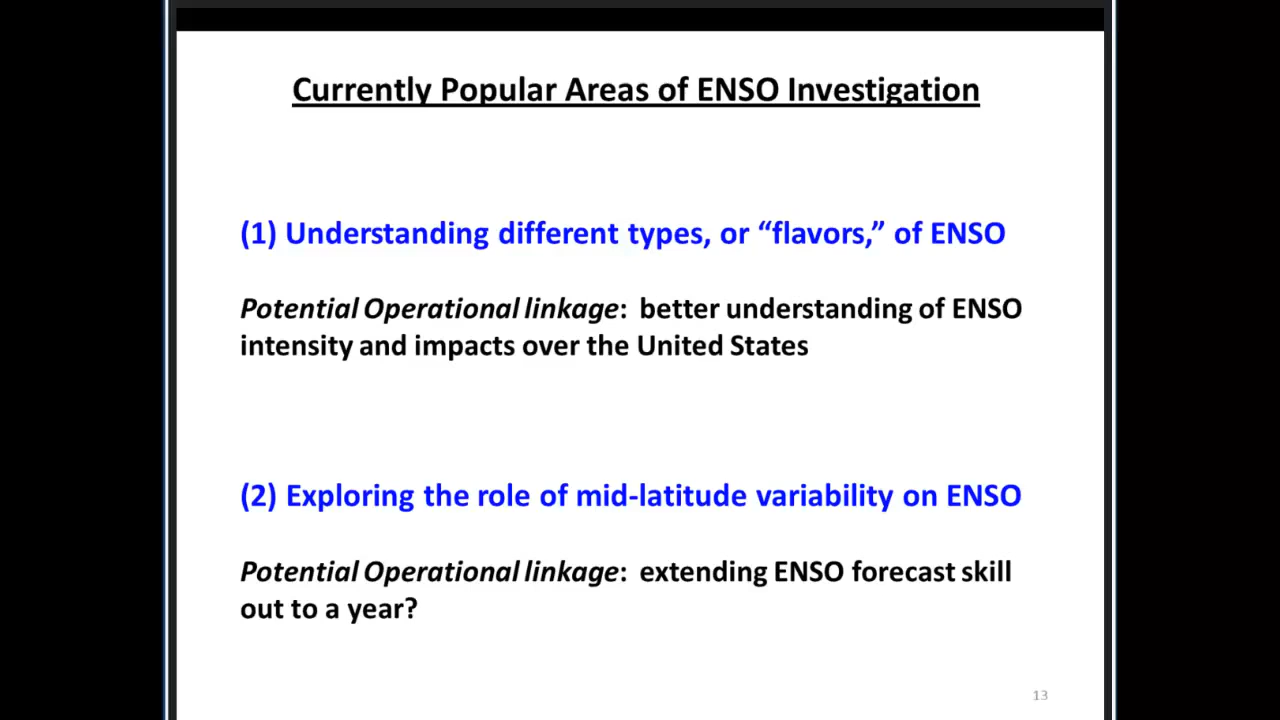 Currently Popular Areas of ENSO Investigation
(1) Understanding different types, or “flavors,” of ENSO
Potential Operational linkage:  better understanding of ENSO
intensity and impacts over the United States
(2) Exploring the role of mid-latitude variability on ENSO
Potential Operational linkage:  extending ENSO forecast skill
out to a year?
13